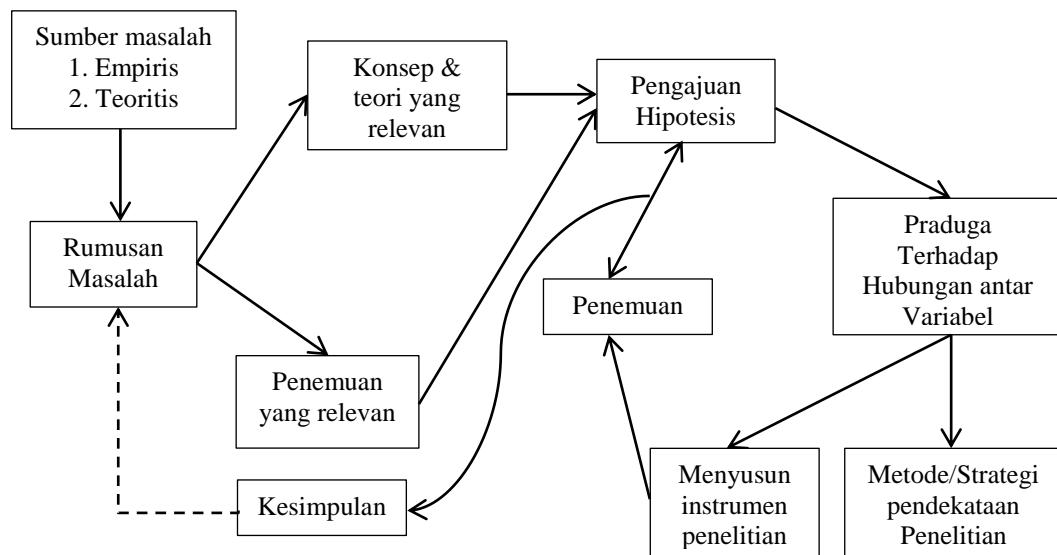 Sumber masalah
1. Empiris
2. Teoritis
Konsep &
teori yang
relevan
Pengajuan
Hipotesis
Rumusan
Masalah
Praduga
Terhadap
Hubungan antar
Variabel
Penemuan
Penemuan
yang relevan
Kesimpulan
Menyusun
instrumen
penelitian
Metode/Strategi
pendekataan
Penelitian